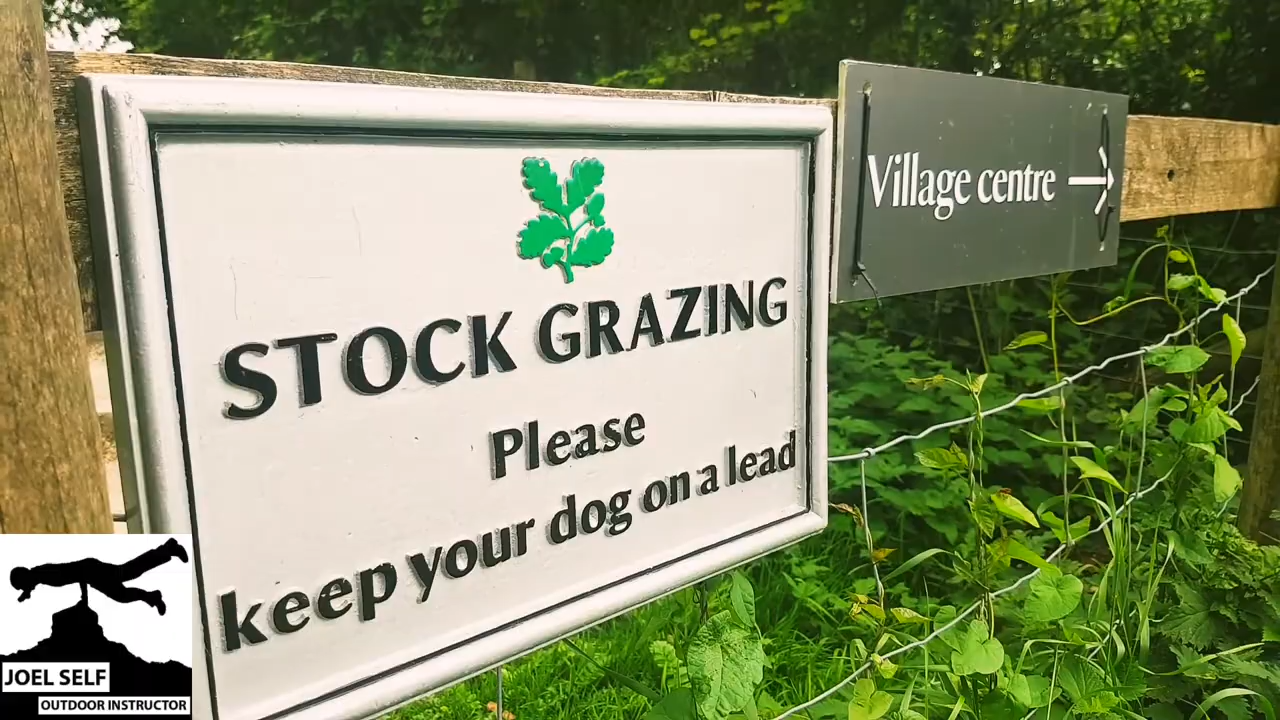 STOCK GRAZING
Please
keep your dog on a lead
Village centre →
JOEL SELF
OUTDOOR INSTRUCTOR